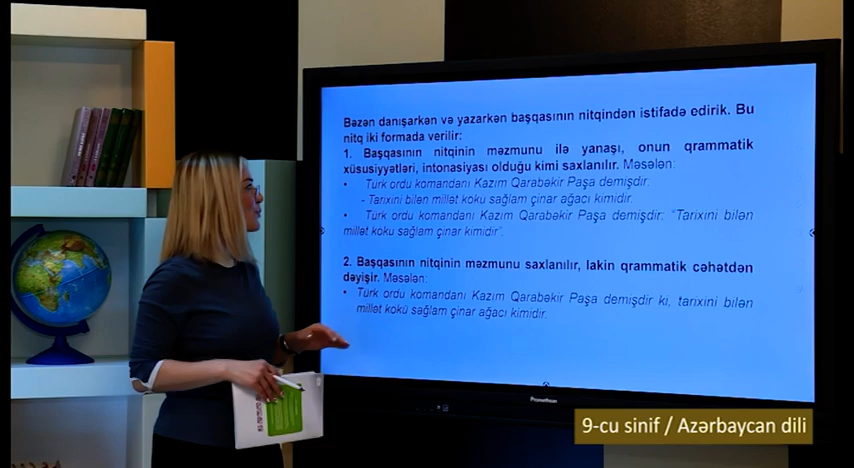 Bəzən danışarkən və yazarkən başqasının nitqindən istifadə edirik. Bu
nitq iki formada verilir:
1. Başqasının nitqinin məzmunu ilə yanaşı, onun qrammatik
xüsusiyyətləri, intonasiyası olduğu kimi saxlanılır. Məsələn:
• Türk ordu komandanı Kazım Qarabəkir Paşa demişdir:
- Tarixini bilən millət kökü sağlam çinar ağacı kimidir.
• Türk ordu komandanı Kazım Qarabəkir Paşa demişdir: “Tarixini bilən
millət kökü sağlam çinar kimidir”.
2. Başqasının nitqinin məzmunu saxlanılır, lakin qrammatik cəhətdən
dəyişir. Məsələn:
• Türk ordu komandanı Kazım Qarabəkir Paşa demişdir ki, tarixini bilən
millət kökü sağlam çinar ağacı kimidir.
Promethean
9-cu sinif / Azərbaycan dili